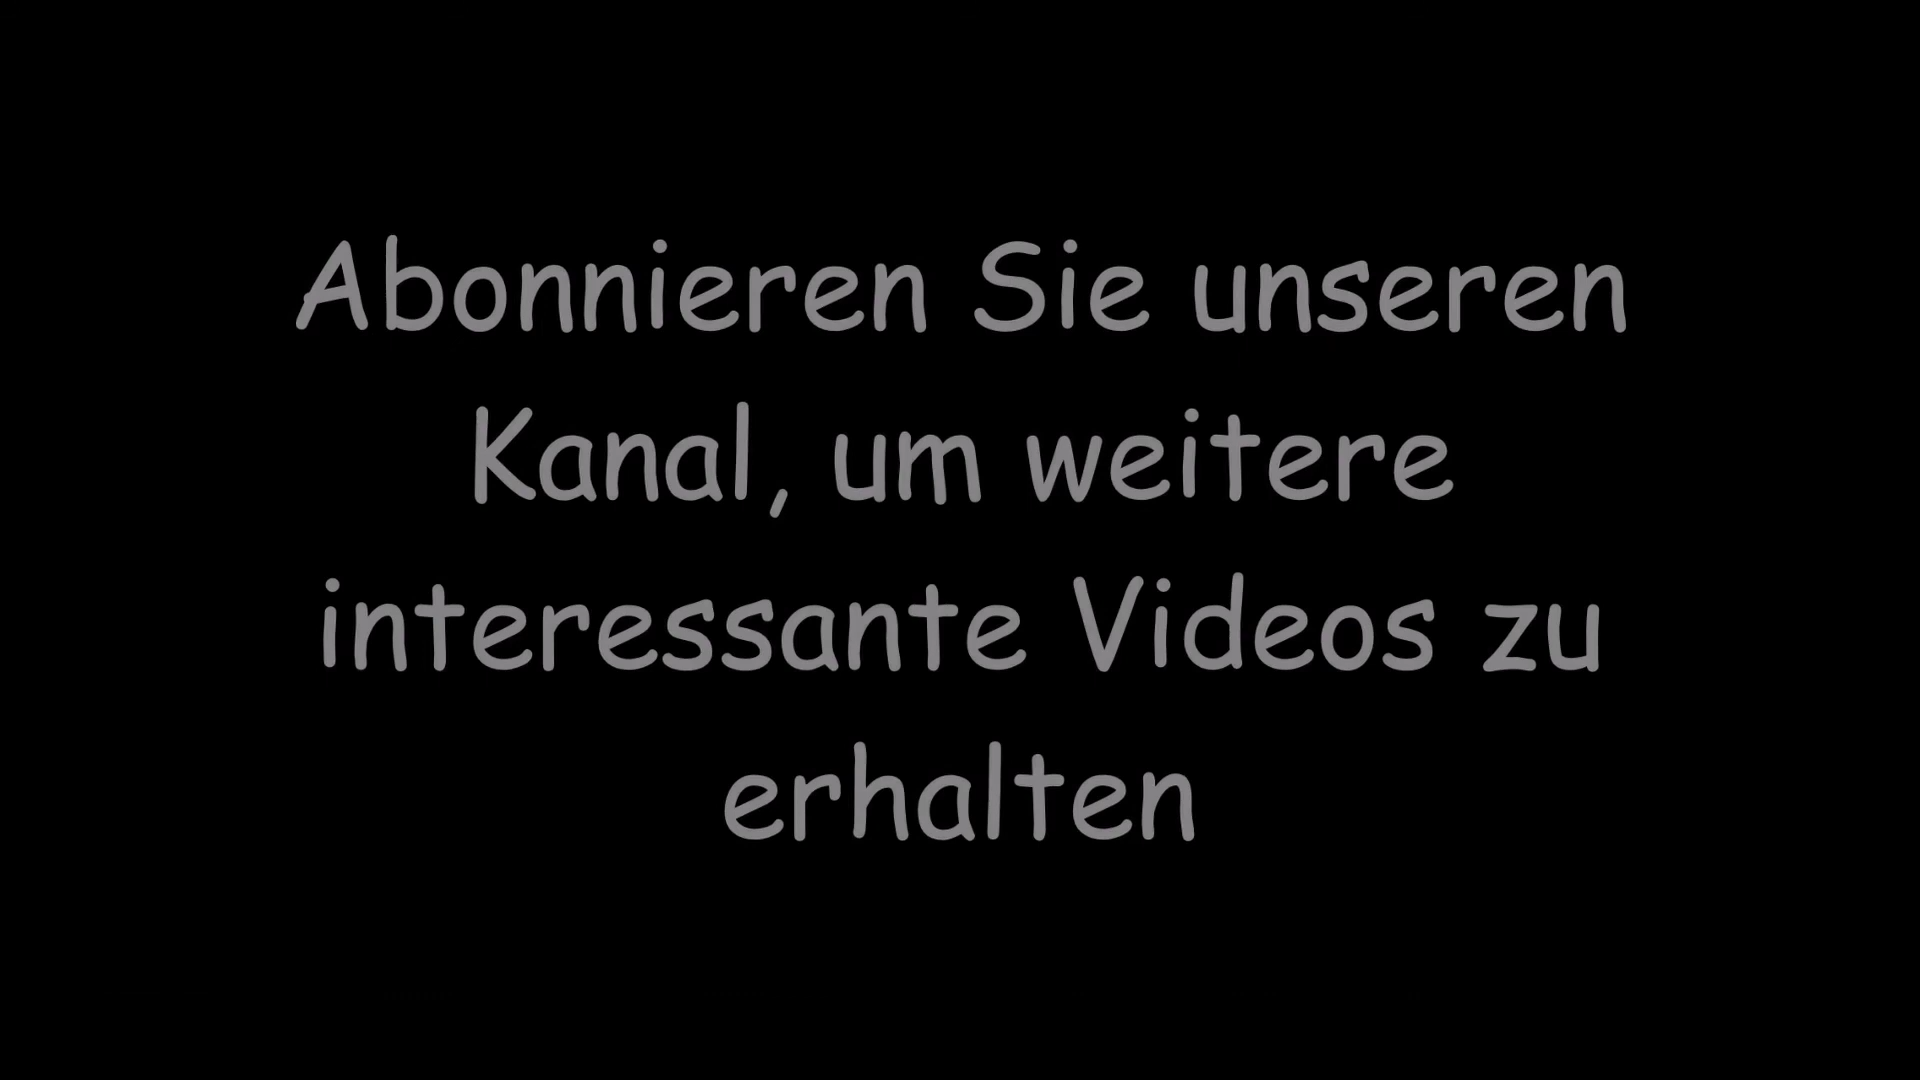 Abonnieren Sie unseren
Kanal, um weitere
interessante Videos zu
erhalten